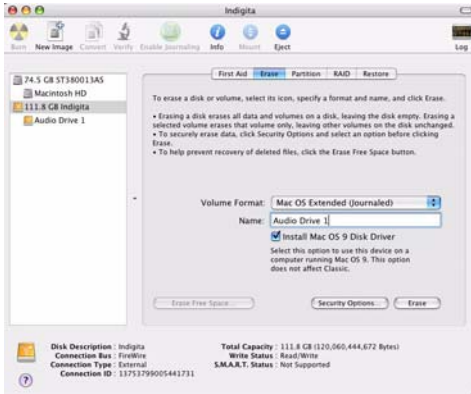 Indigita
Burn New Image Convert Verify Enable Journaling Info Mount Eject Log
74.5 GB ST380013AS
Macintosh HD
111.8 GB Indigita
Audio Drive 1
First Aid Erase Partition RAID Restore
To erase a disk or volume, select its icon, specify a format and name, and click Erase.
• Erasing a disk erases all data and volumes on a disk, leaving the disk empty. Erasing a
selected volume erases that volume only, leaving other volumes on the disk unchanged.
• To securely erase data, click Security Options and select an option before clicking
Erase.
• To help prevent recovery of deleted files, click the Erase Free Space button.
Volume Format: Mac OS Extended (Journaled)
Name: Audio Drive 1
Install Mac OS 9 Disk Driver
Select this option to use this device on a
computer running Mac OS 9. This option
does not affect Classic.
Erase Free Space... Security Options... Erase
Disk Description : Indigita Total Capacity : 111.8 GB (120,060,444,672 Bytes)
Connection Bus : FireWire Write Status : Read/Write
Connection Type : External S.M.A.R.T. Status : Not Supported
Connection ID : 13753799005441731
?